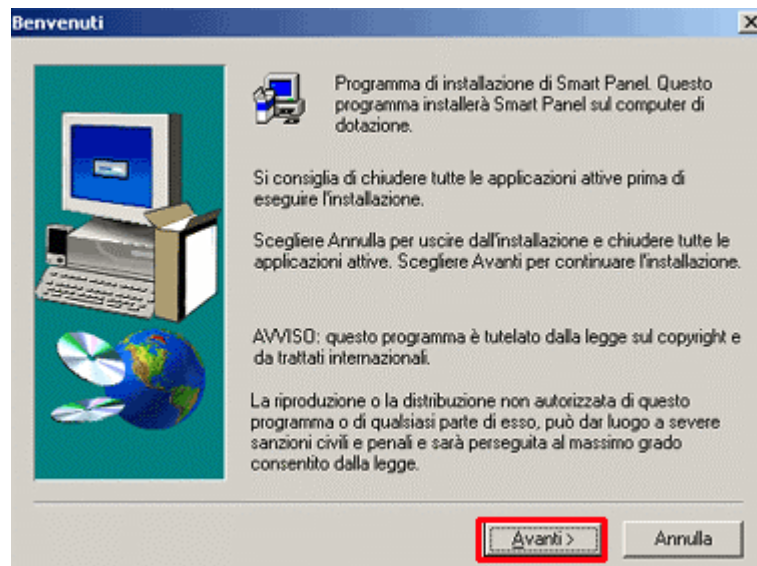 Benvenuti
Programma di installazione di Smart Panel. Questo
programma installerà Smart Panel sul computer di
dotazione.
Si consiglia di chiudere tutte le applicazioni attive prima di
eseguire l'installazione.
Scegliere Annulla per uscire dall'installazione e chiudere tutte le
applicazioni attive. Scegliere Avanti per continuare l'installazione.
AVVISO: questo programma è tutelato dalla legge sul copyright e
da trattati internazionali.
La riproduzione o la distribuzione non autorizzata di questo
programma o di qualsiasi parte di esso, può dar luogo a severe
sanzioni civili e penali e sarà perseguita al massimo grado
consentito dalla legge.
Avanti >
Annulla